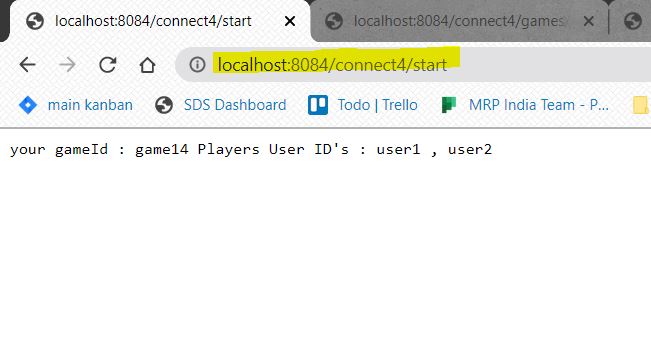 localhost:8084/connect4/start
localhost:8084/connect4/games
localhost:8084/connect4/start
main kanban
SDS Dashboard
Todo | Trello
MRP India Team - P...
your gameId : game14 Players User ID's : user1 , user2